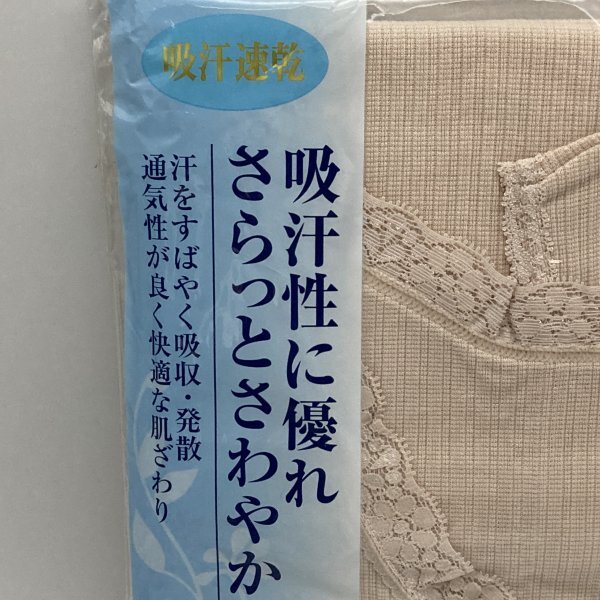 吸汗速乾
吸汗性に優れ
さらっとさわやか
汗をすばやく吸収・発散
通気性が良く快適な肌ざわり